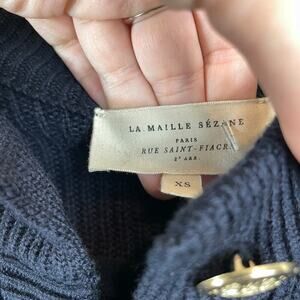 LA MAILLE SÉZANE
PARIS
RUE SAINT-FIACRE
2e ARR.
XS